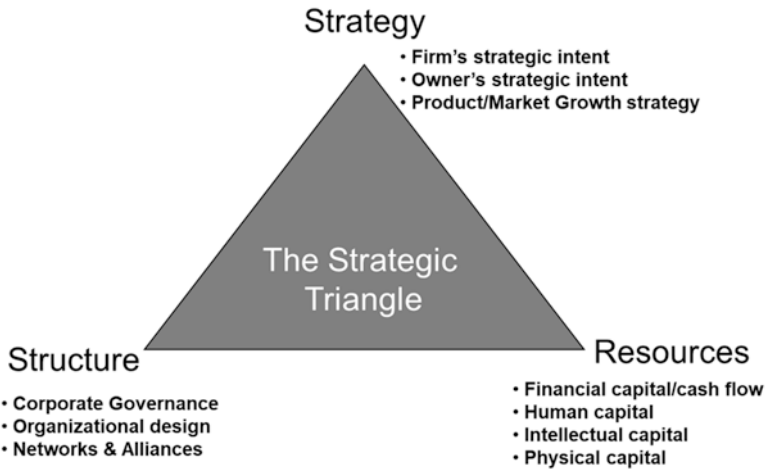 Strategy
• Firm's strategic intent
• Owner's strategic intent
• Product/Market Growth strategy
The Strategic
Triangle
Structure
• Corporate Governance
• Organizational design
• Networks & Alliances
Resources
• Financial capital/cash flow
• Human capital
• Intellectual capital
• Physical capital